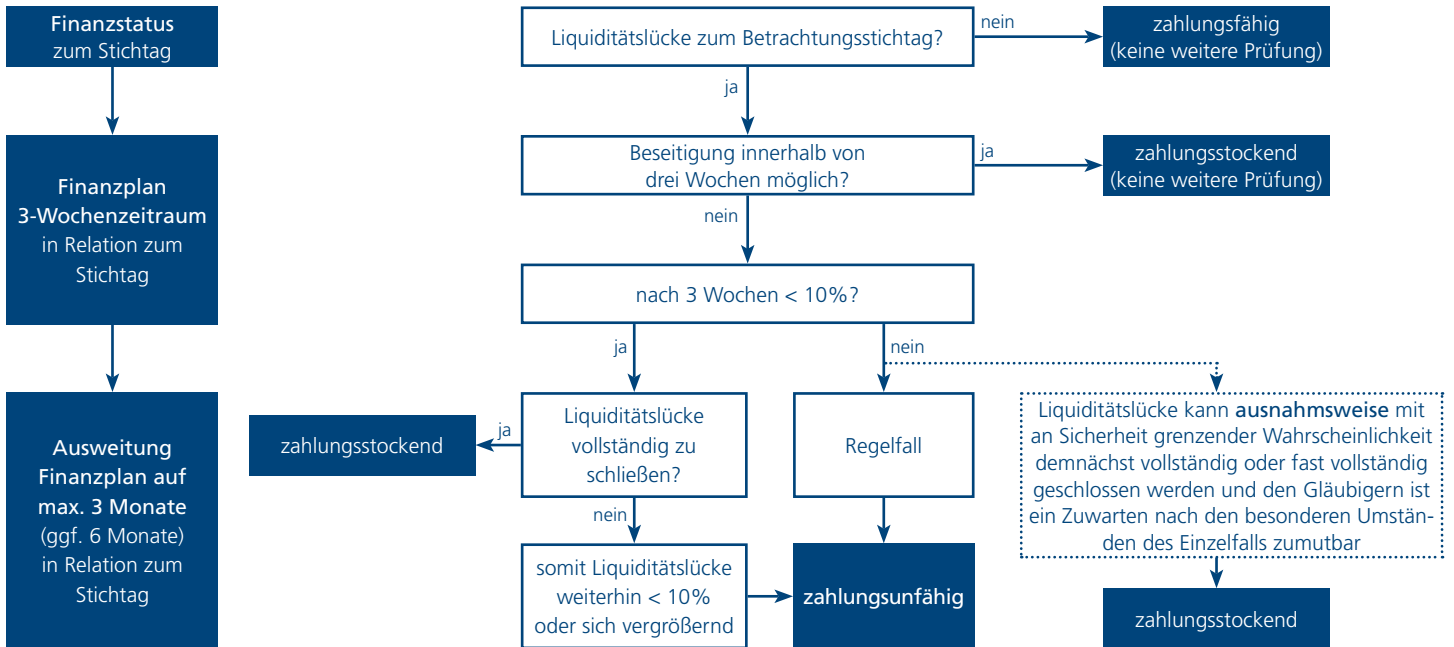 Finanzstatus
zum Stichtag
Liquiditätslücke zum Betrachtungsstichtag?
nein
zahlungsfähig
(keine weitere Prüfung)
ja
Finanzplan
3-Wochenzeitraum
in Relation zum
Stichtag
Beseitigung innerhalb von
drei Wochen möglich?
ja
zahlungsstockend
(keine weitere Prüfung)
nein
nach 3 Wochen < 10%?
ja
nein
Ausweitung
Finanzplan auf
max. 3 Monate
(ggf. 6 Monate)
in Relation zum
Stichtag
zahlungsstockend
ja
Liquiditätslücke
vollständig zu
schließen?
Regelfall
Liquiditätslücke kann ausnahmsweise mit
an Sicherheit grenzender Wahrscheinlichkeit
demnächst vollständig oder fast vollständig
geschlossen werden und den Gläubigern ist
ein Zuwarten nach den besonderen Umstän-
den des Einzelfalls zumutbar
nein
somit Liquiditätslücke
weiterhin < 10%
oder sich vergrößernd
zahlungsunfähig
zahlungsstockend